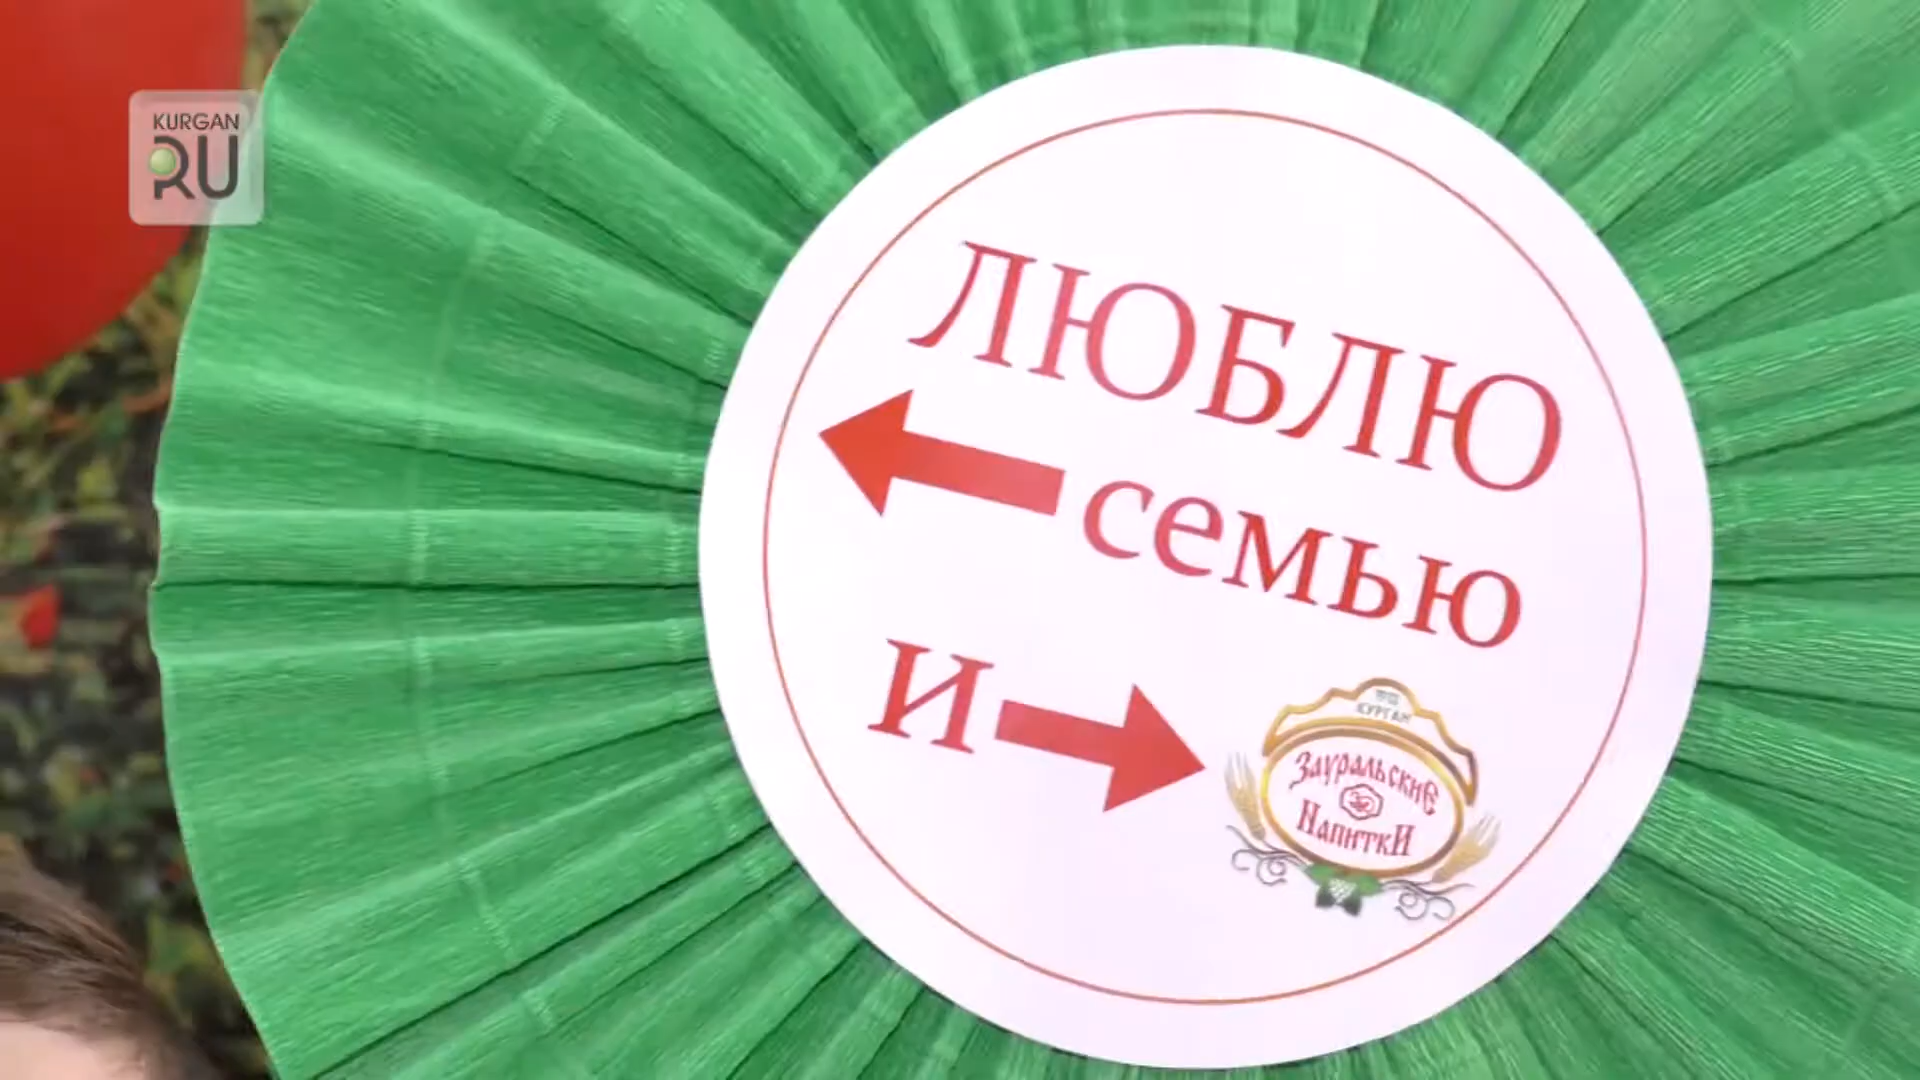 KURGAN
RU
ЛЮБЛЮ
семью
И
КУРГАН
Зауральские
Напитки